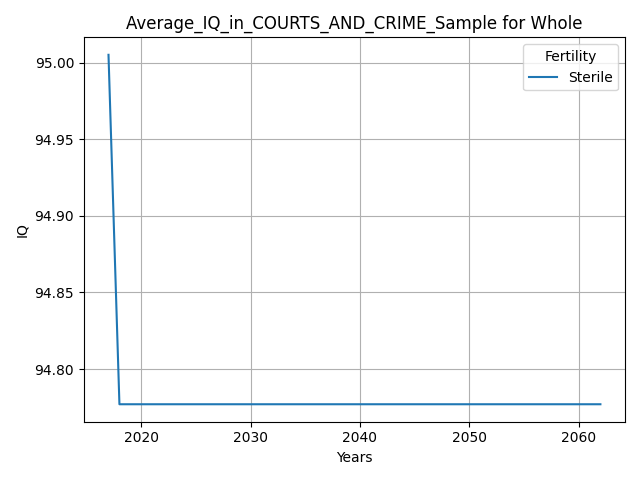 Average_IQ_in_COURTS_AND_CRIME_Sample for Whole
Fertility
Sterile
95.00
94.95
94.90
94.85
94.80
IQ
2020 2030 2040 2050 2060
Years